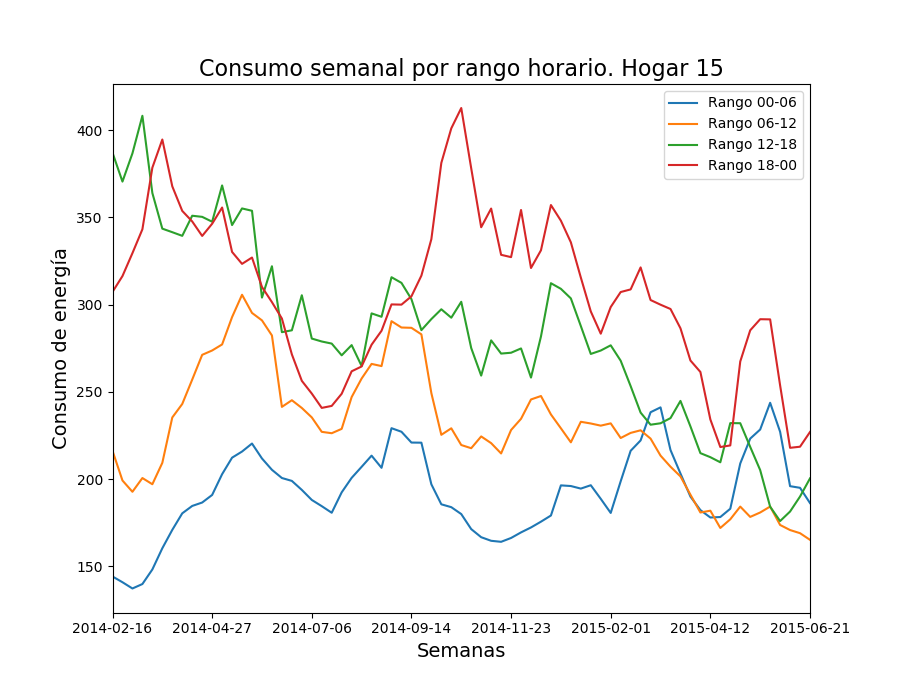 Consumo semanal por rango horario. Hogar 15
Rango 00-06
Rango 06-12
Rango 12-18
Rango 18-00
Consumo de energía
400
350
300
250
200
150
2014-02-16 2014-04-27 2014-07-06 2014-09-14 2014-11-23 2015-02-01 2015-04-12 2015-06-21
Semanas